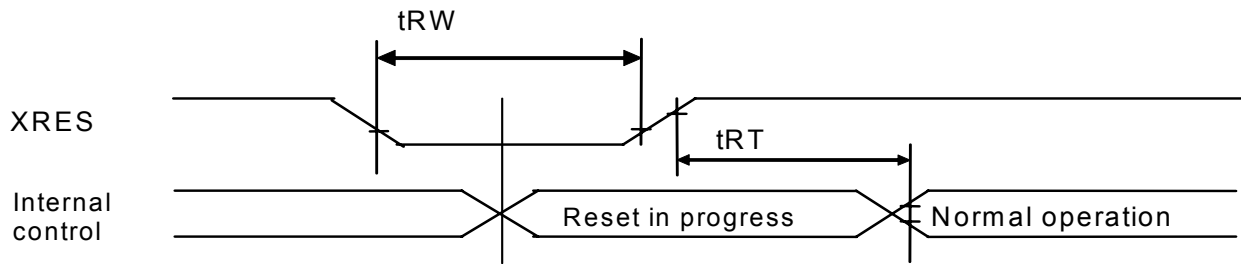 tRW
XRES
tRT
Internal
control
Reset in progress
Normal operation